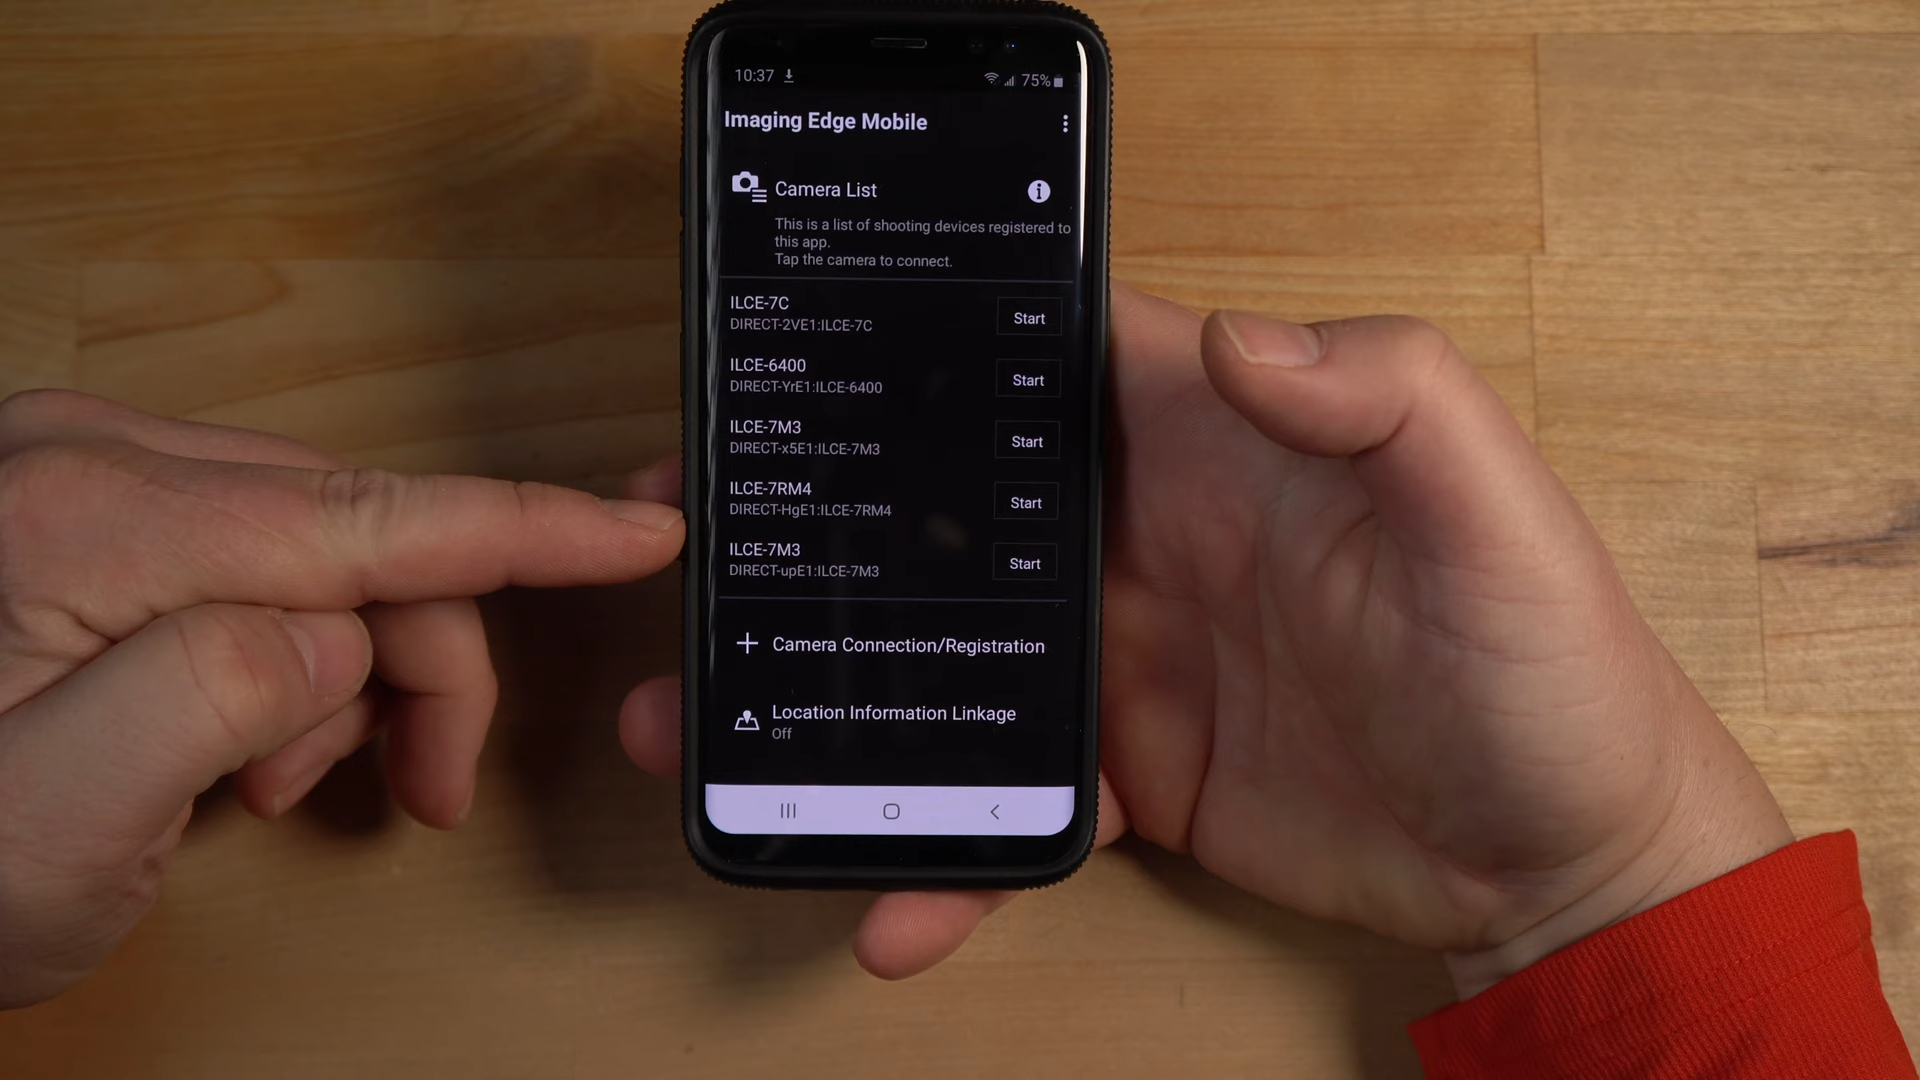 10:37
75%
Imaging Edge Mobile
Camera List
This is a list of shooting devices registered to
this app.
Tap the camera to connect.
ILCE-7C
DIRECT-2VE1:ILCE-7C
Start
ILCE-6400
DIRECT-YrE1:ILCE-6400
Start
ILCE-7M3
DIRECT-x5E1:ILCE-7M3
Start
ILCE-7RM4
DIRECT-HgE1:ILCE-7RM4
Start
ILCE-7M3
DIRECT-upE1:ILCE-7M3
Start
Camera Connection/Registration
Location Information Linkage
Off